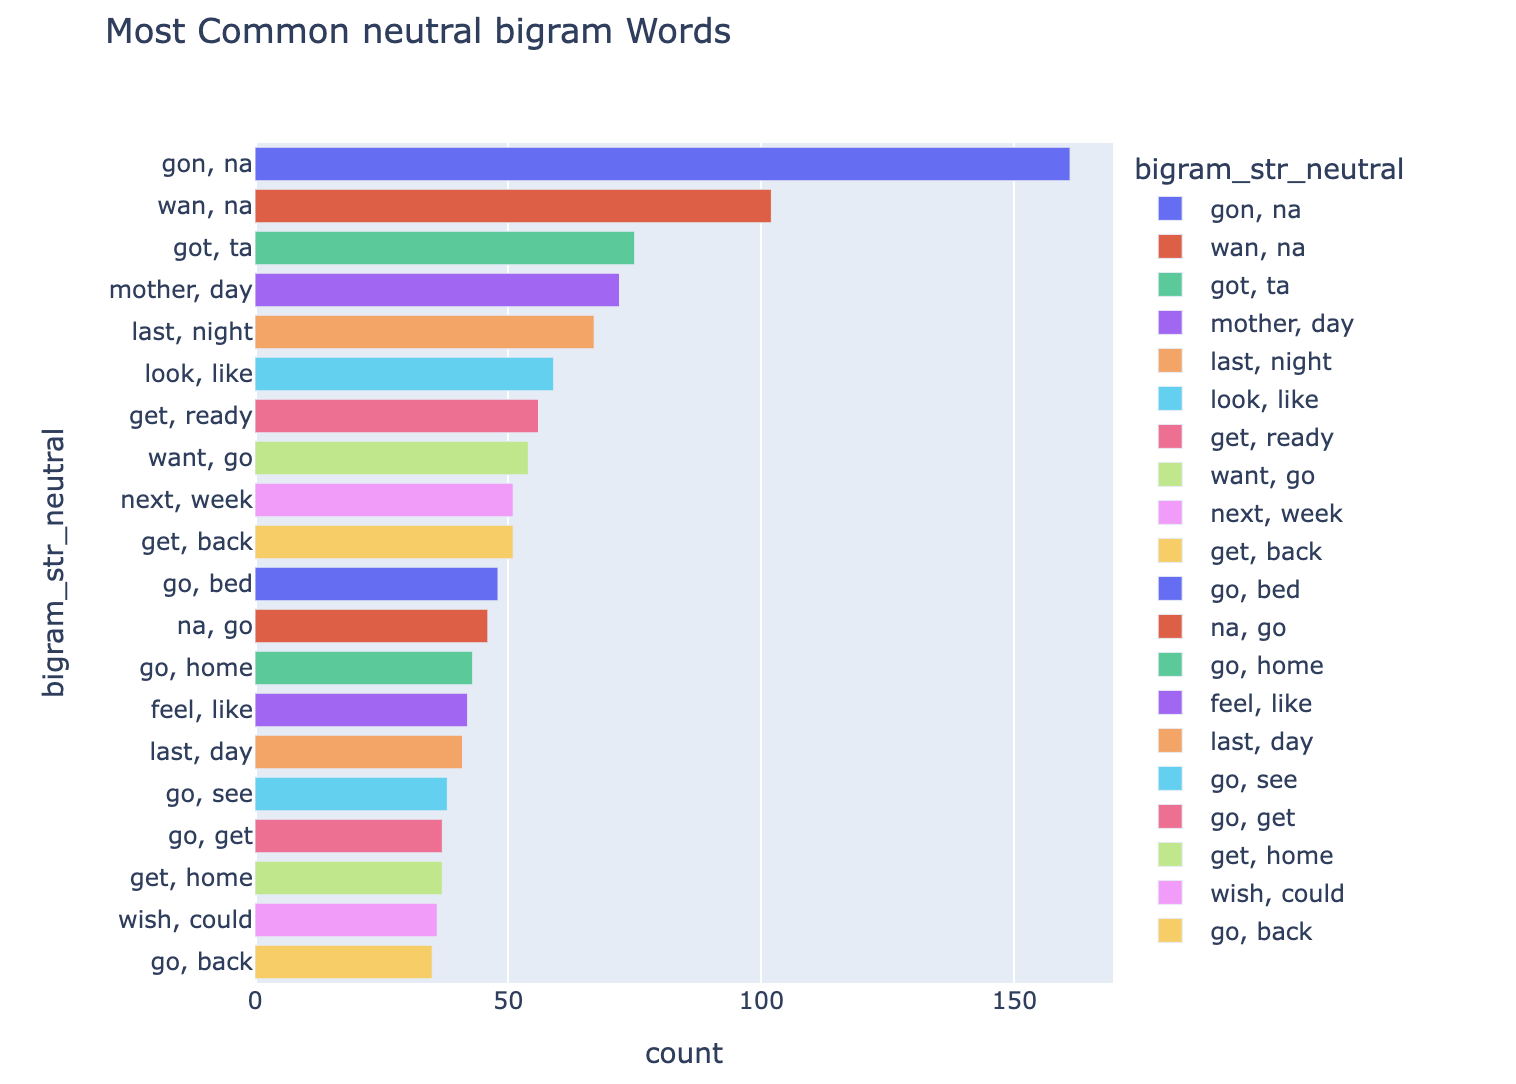 Most Common neutral bigram Words
bigram_str_neutral
gon, na
wan, na
got, ta
mother, day
last, night
look, like
get, ready
want, go
next, week
get, back
go, bed
na, go
go, home
feel, like
last, day
go, see
go, get
get, home
wish, could
go, back
0 50 100 150
count
bigram_str_neutral
gon, na
wan, na
got, ta
mother, day
last, night
look, like
get, ready
want, go
next, week
get, back
go, bed
na, go
go, home
feel, like
last, day
go, see
go, get
get, home
wish, could
go, back